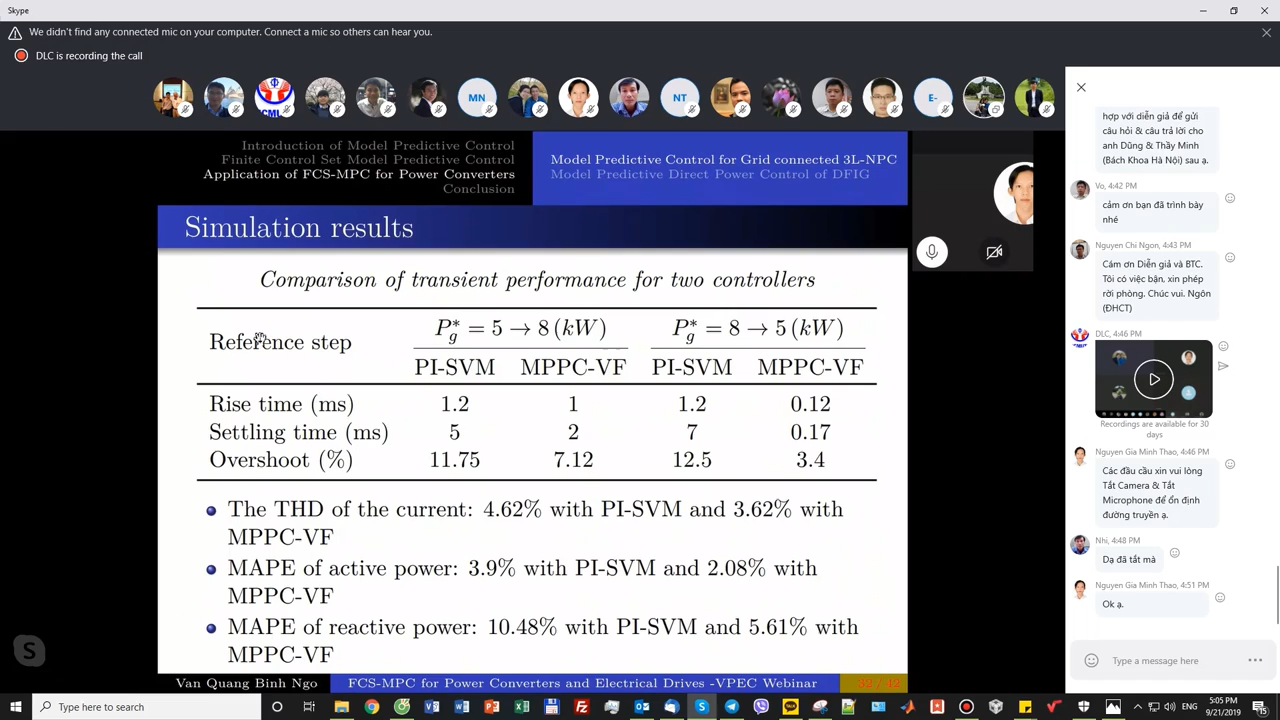 Skype
We didn't find any connected mic on your computer. Connect a mic so others can hear you.
DLC is recording the call
MN
NT
E-
Introduction of Model Predictive Control
Finite Control Set Model Predictive Control
Application of FCS-MPC for Power Converters
Conclusion
Model Predictive Control for Grid connected 3L-NPC
Model Predictive Direct Power Control of DFIG
Simulation results
Comparison of transient performance for two controllers
Reference step
P*g = 5 → 8 (kW) P*g = 8 → 5 (kW)
PI-SVM MPPC-VF PI-SVM MPPC-VF
Rise time (ms) 1.2 1 1.2 0.12
Settling time (ms) 5 2 7 0.17
Overshoot (%) 11.75 7.12 12.5 3.4
The THD of the current: 4.62% with PI-SVM and 3.62% with
MPPC-VF
MAPE of active power: 3.9% with PI-SVM and 2.08% with
MPPC-VF
MAPE of reactive power: 10.48% with PI-SVM and 5.61% with
MPPC-VF
Van Quang Binh Ngo FCS-MPC for Power Converters and Electrical Drives -VPEC Webinar 32 / 42
hợp với diễn giả để gửi
câu hỏi & câu trả lời cho
anh Dũng & Thầy Minh
(Bách Khoa Hà Nội) sau ạ.
Vo, 4:42 PM
cảm ơn bạn đã trình bày
nhé
Nguyen Chi Ngon, 4:43 PM
Cám ơn Diễn giả và BTC.
Tôi có việc bận, xin phép
rời phòng. Chúc vui. Ngôn
(ĐHCT)
DLC, 4:46 PM
Recordings are available for 30
days
Nguyen Gia Minh Thao, 4:46 PM
Các đầu cầu xin vui lòng
Tắt Camera & Tắt
Microphone để ổn định
đường truyền ạ.
Nhi, 4:48 PM
Dạ đã tắt mà
Nguyen Gia Minh Thao, 4:51 PM
Ok ạ.
Type a message here
Type here to search
5:05 PM
9/21/2019